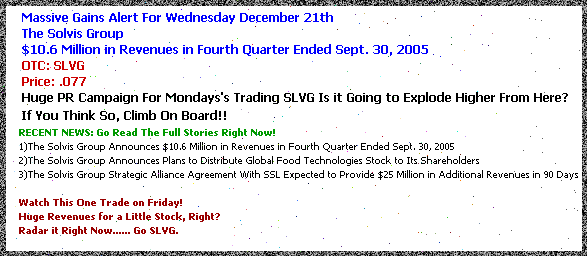 Massive Gains Alert For Wednesday December 21th
The Solvis Group
$10.6 Million in Revenues in Fourth Quarter Ended Sept. 30, 2005
OTC: SLVG
Price: .077
Huge PR Campaign For Mondays's Trading SLVG Is it Going to Explode Higher From Here?
If You Think So, Climb On Board!!
RECENT NEWS: Go Read The Full Stories Right Now!
1)The Solvis Group Announces $10.6 Million in Revenues in Fourth Quarter Ended Sept. 30, 2005
2)The Solvis Group Announces Plans to Distribute Global Food Technologies Stock to Its Shareholders
3)The Solvis Group Strategic Alliance Agreement With SSL Expected to Provide $25 Million in Additional Revenues in 90 Days
Watch This One Trade on Friday!
Huge Revenues for a Little Stock, Right?
Radar it Right Now...... Go SLVG.